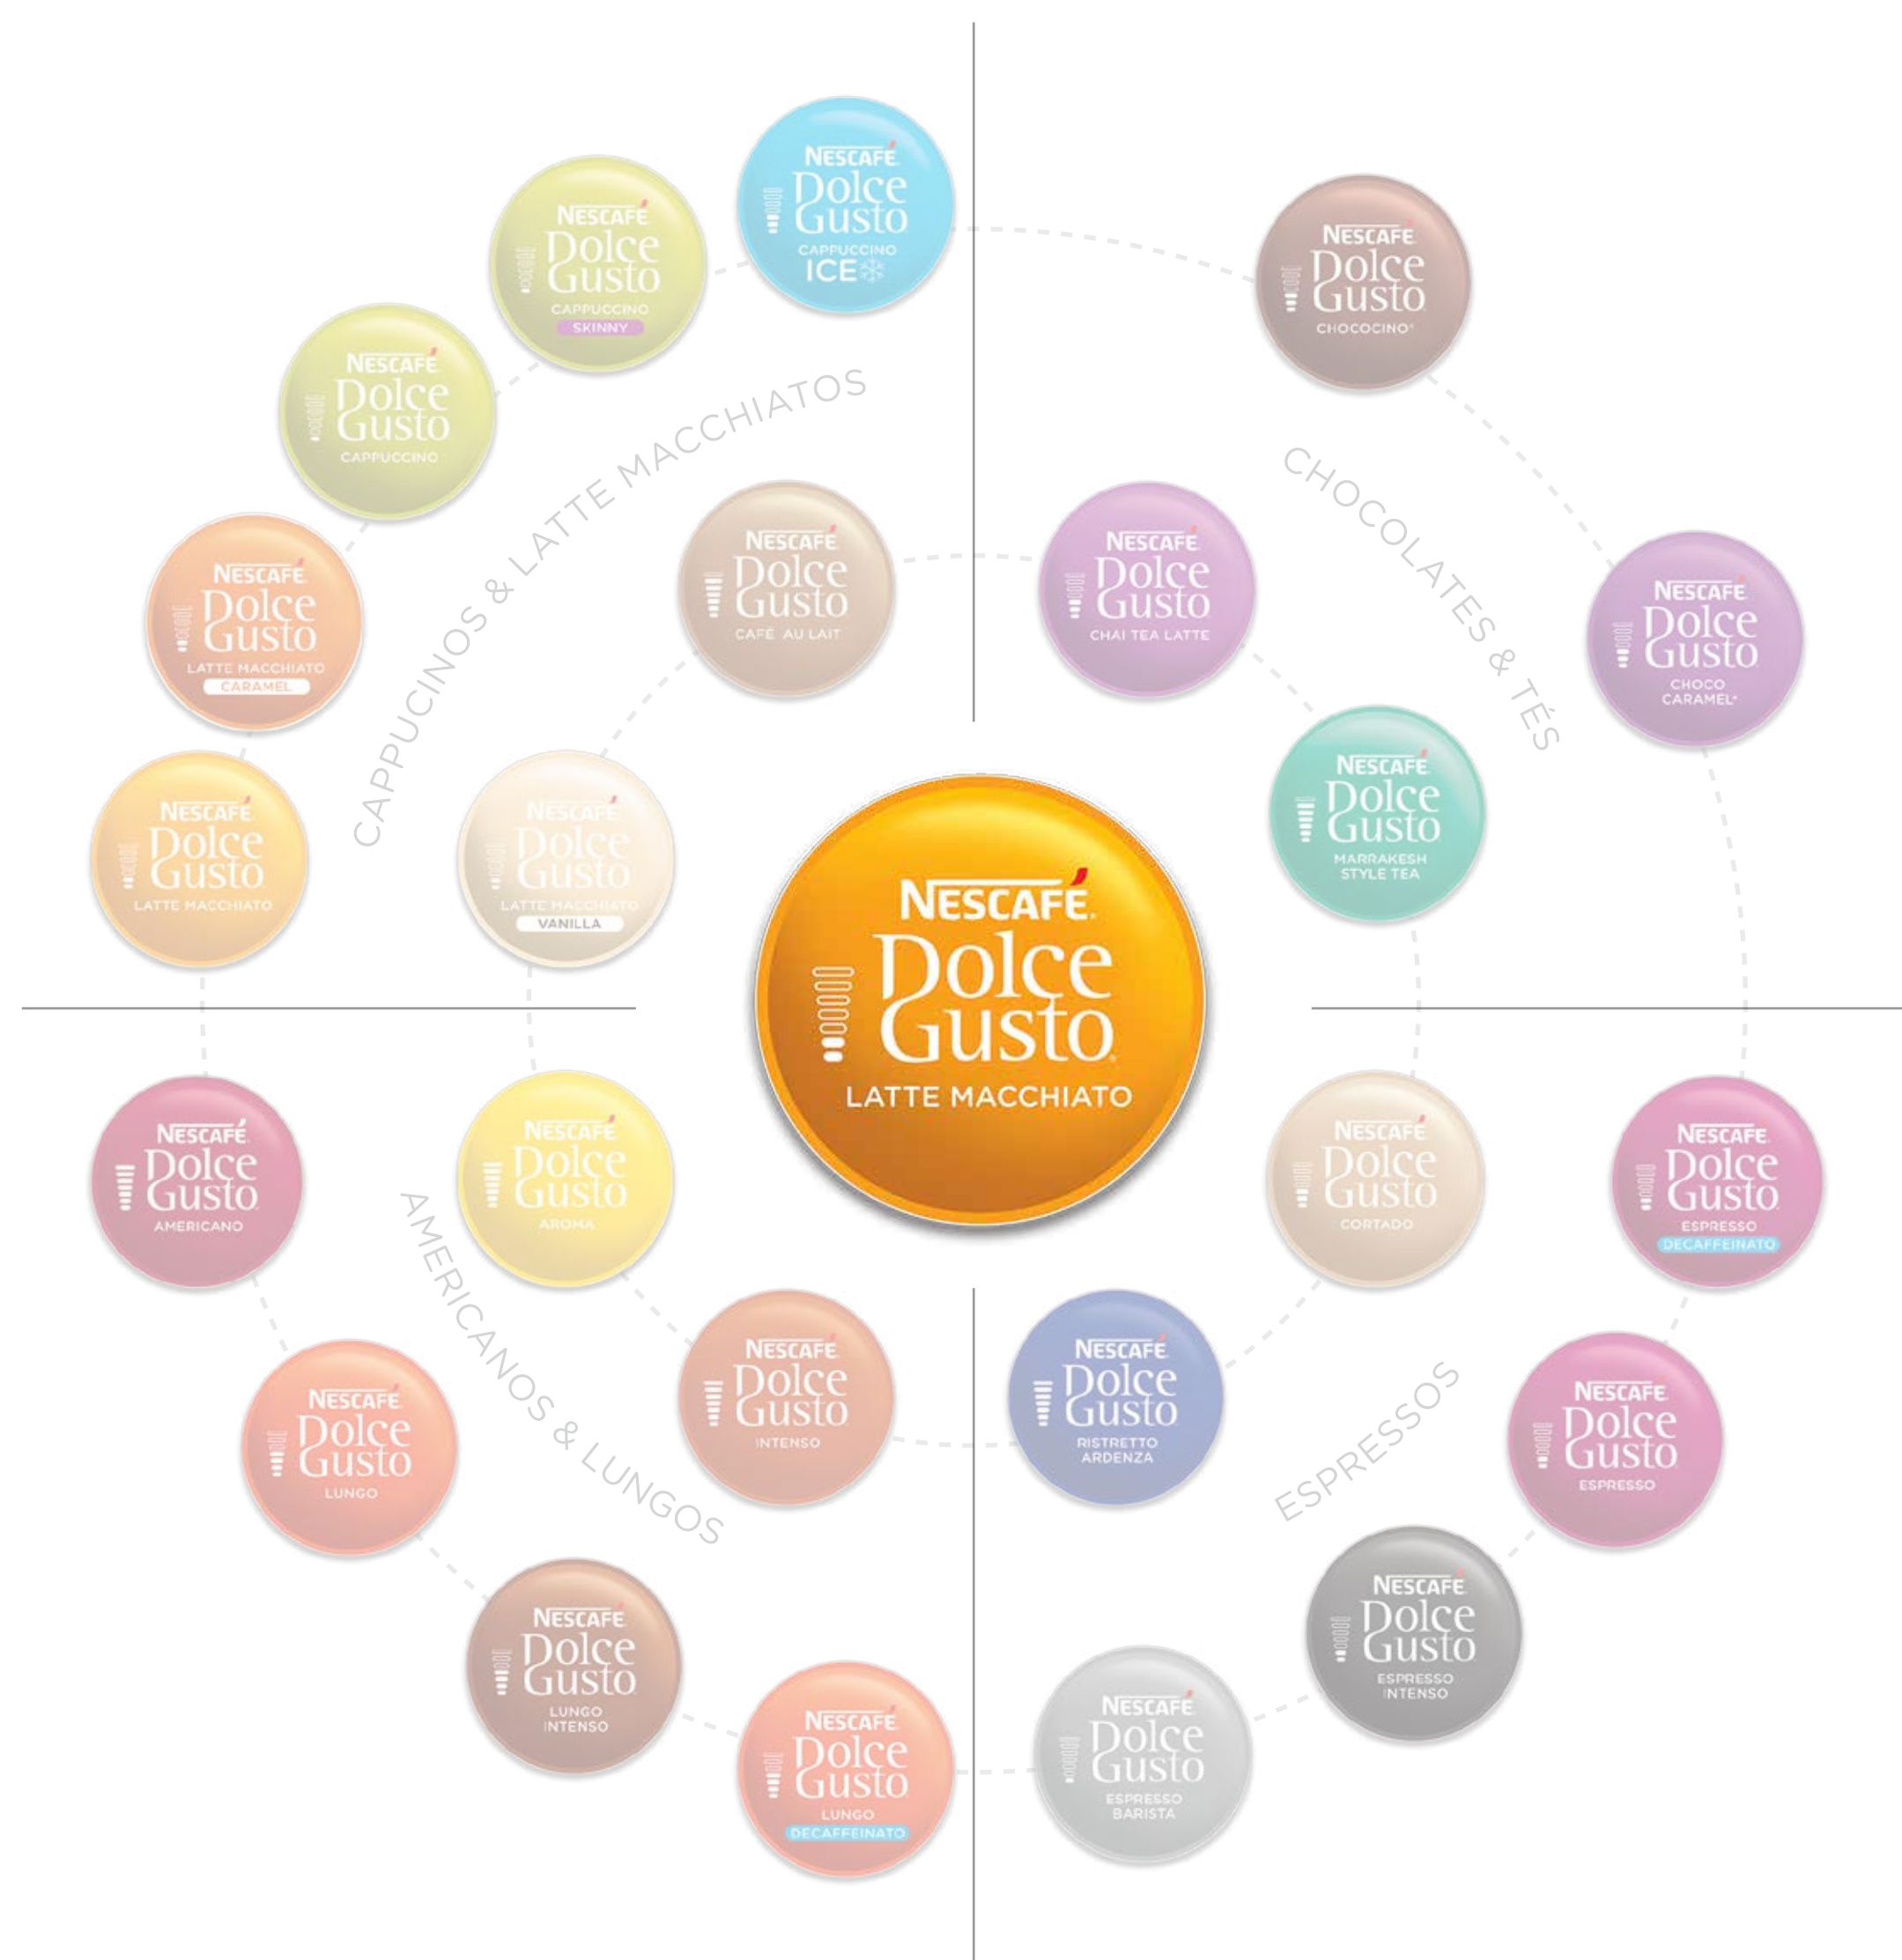 NESCAFÉ.
Dolce
Gusto
CAPPUCCINO
ICE
NESCAFÉ.
Dolce
Gusto
CAPPUCCINO
SKINNY
NESCAFÉ.
Dolce
Gusto
CAPPUCCINO
NESCAFÉ.
Dolce
Gusto
LATTE MACCHIATO
CARAMEL
NESCAFÉ.
Dolce
Gusto
LATTE MACCHIATO
CAPPUCINOS & LATTE MACCHIATOS
NESCAFÉ.
Dolce
Gusto
CAFÉ AU LAIT
NESCAFÉ.
Dolce
Gusto
LATTE MACCHIATO
VANILLA
NESCAFÉ.
Dolce
Gusto
CHOCOCINO*
CHOCOLATES & TÉS
NESCAFÉ.
Dolce
Gusto
CHAI TEA LATTE
NESCAFÉ.
Dolce
Gusto
CHOCO
CARAMEL*
NESCAFÉ.
Dolce
Gusto
MARRAKESH
STYLE TEA
NESCAFÉ.
Dolce
Gusto
LATTE MACCHIATO
NESCAFÉ.
Dolce
Gusto
AMERICANO
NESCAFÉ.
Dolce
Gusto
AROMA
AMERICANOS & LUNGOS
NESCAFÉ.
Dolce
Gusto
INTENSO
NESCAFÉ.
Dolce
Gusto
LUNGO
NESCAFÉ.
Dolce
Gusto
LUNGO
INTENSO
NESCAFÉ.
Dolce
Gusto
LUNGO
DECAFFEINATO
NESCAFÉ.
Dolce
Gusto
CORTADO
NESCAFÉ.
Dolce
Gusto
ESPRESSO
DECAFFEINATO
NESCAFÉ.
Dolce
Gusto
RISTRETTO
ARDENZA
ESPRESSOS
NESCAFÉ.
Dolce
Gusto
ESPRESSO
NESCAFÉ.
Dolce
Gusto
ESPRESSO
INTENSO
NESCAFÉ.
Dolce
Gusto
ESPRESSO
BARISTA